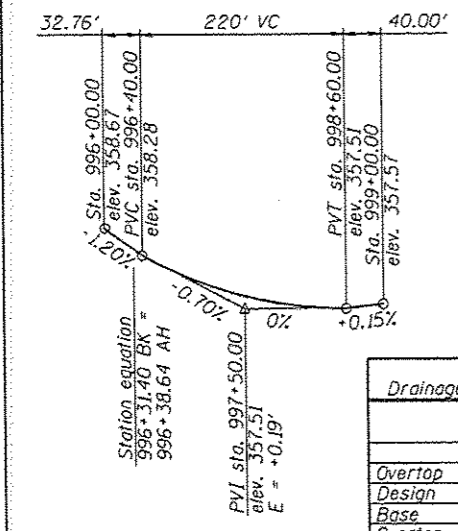 32.76'
220' VC
40.00'
Sta. 996+00.00
elev. 358.67
PVC sta. 996+40.00
elev. 358.28
PVT sta. 998+60.00
elev. 357.51
Sta. 999+00.00
elev. 357.57
-1.20%
-0.70%
0%
+0.15%
Station equation
996+31.40 BK =
996+38.64 AH
PVI sta. 997+50.00
elev. 357.51
E = +0.19'
Drainage
Overtop
Design
Base